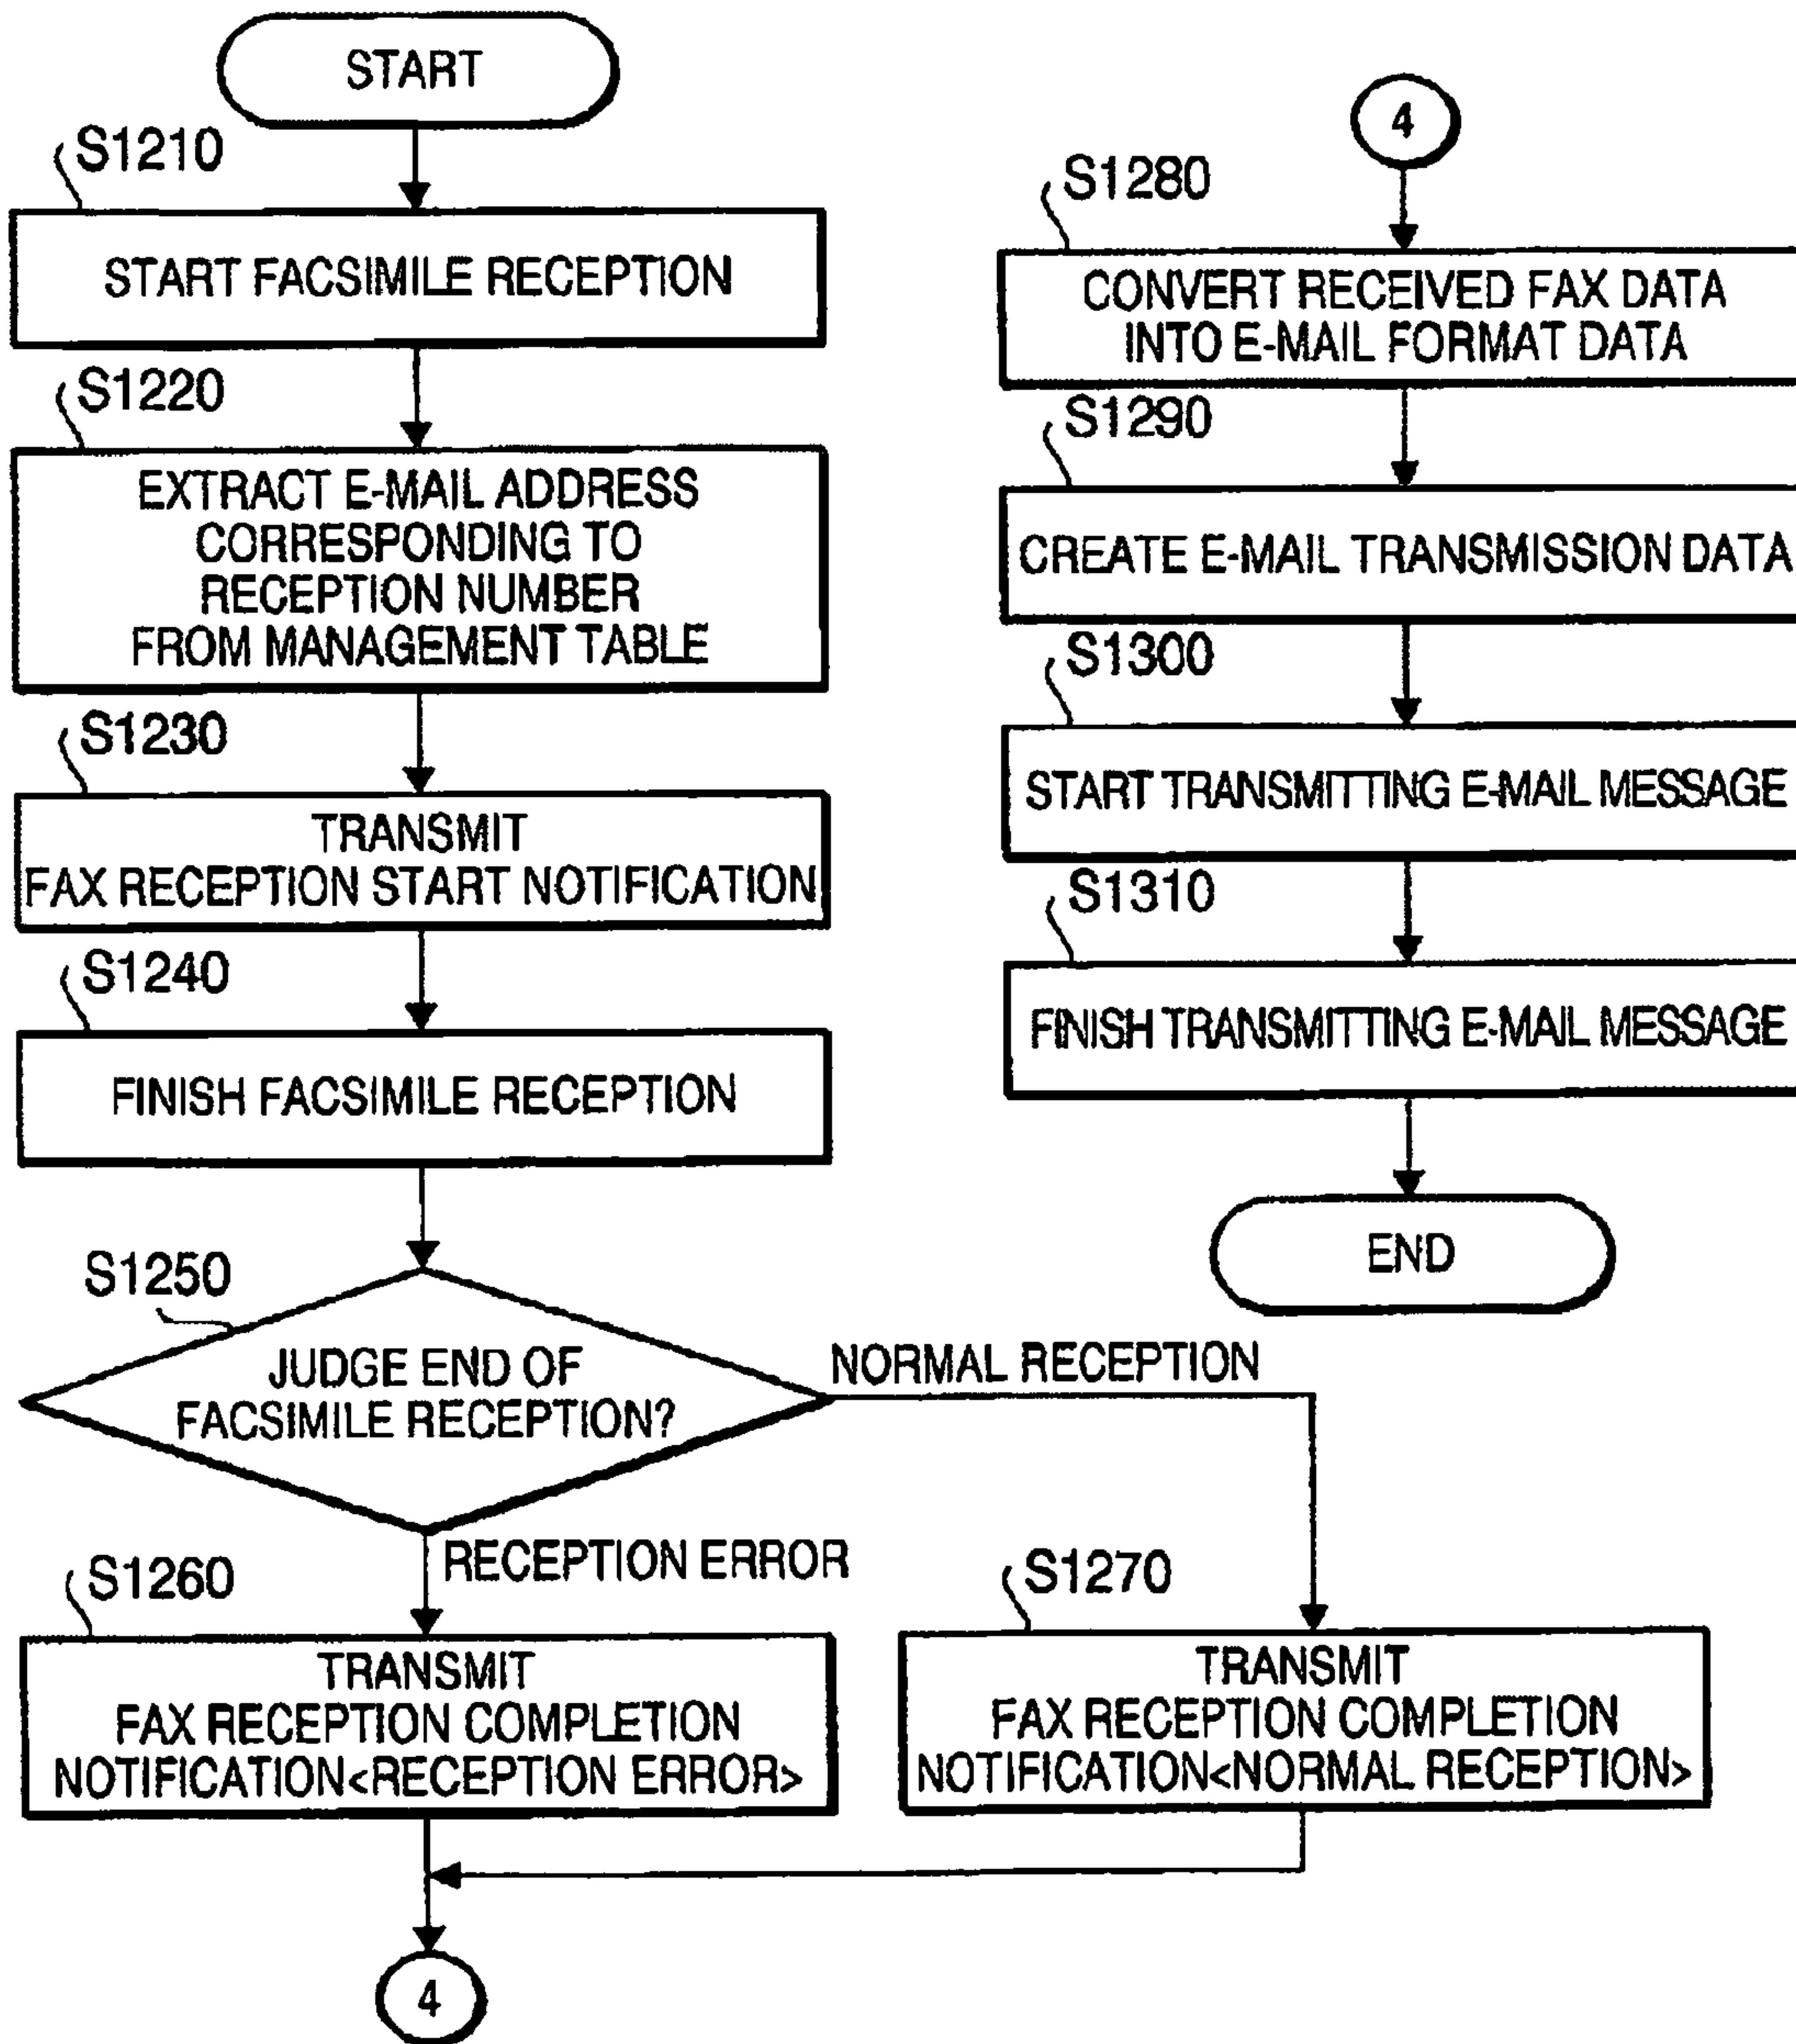 START
S1210
START FACSIMILE RECEPTION
S1220
EXTRACT E-MAIL ADDRESS
CORRESPONDING TO
RECEPTION NUMBER
FROM MANAGEMENT TABLE
S1230
TRANSMIT
FAX RECEPTION START NOTIFICATION
S1240
FINISH FACSIMILE RECEPTION
S1250
JUDGE END OF
FACSIMILE RECEPTION?
NORMAL RECEPTION
RECEPTION ERROR
S1260
TRANSMIT
FAX RECEPTION COMPLETION
NOTIFICATION<RECEPTION ERROR>
S1270
TRANSMIT
FAX RECEPTION COMPLETION
NOTIFICATION<NORMAL RECEPTION>
4
4
S1280
CONVERT RECEIVED FAX DATA
INTO E-MAIL FORMAT DATA
S1290
CREATE E-MAIL TRANSMISSION DATA
S1300
START TRANSMITTING E-MAIL MESSAGE
S1310
FINISH TRANSMITTING E-MAIL MESSAGE
END